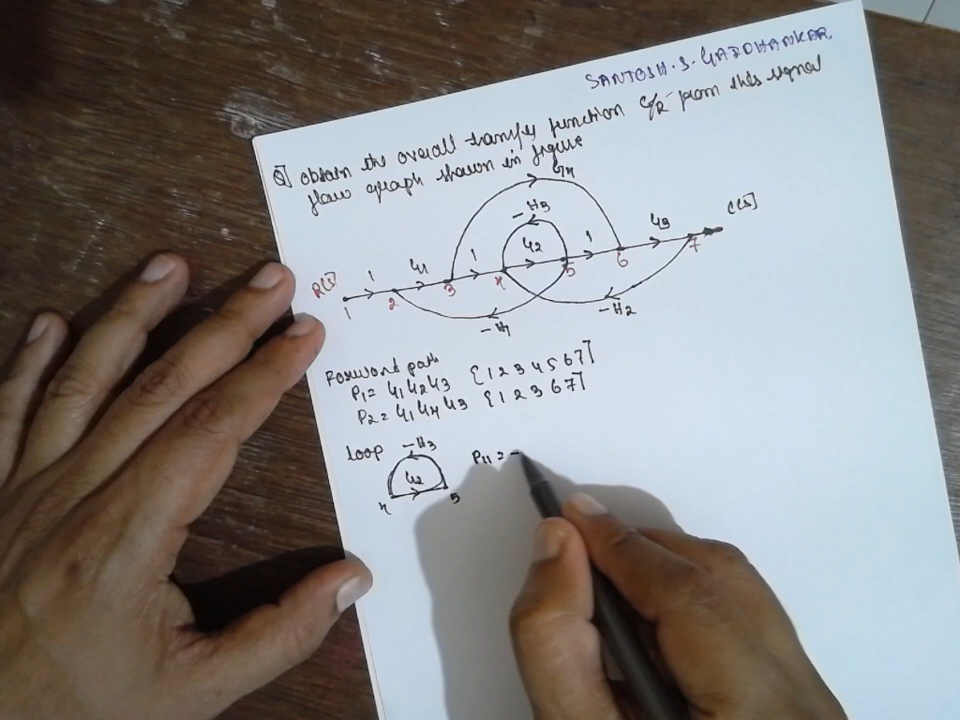 SANTOSH.S.GARDHANKAR
Q] obtain the overall transfer function C/R from this signal
flow graph shown in figure
G4
-H3
R[s] 1 G1 1 G2 1 G3 C[s]
1 2 3 4 5 6 7
-H1 -H2
Forward path
P1 = G1G2G3 {1 2 3 4 5 6 7}
P2 = G1G4G3 {1 2 3 6 7}
loop
-H3
G2
4 5
P11 = -